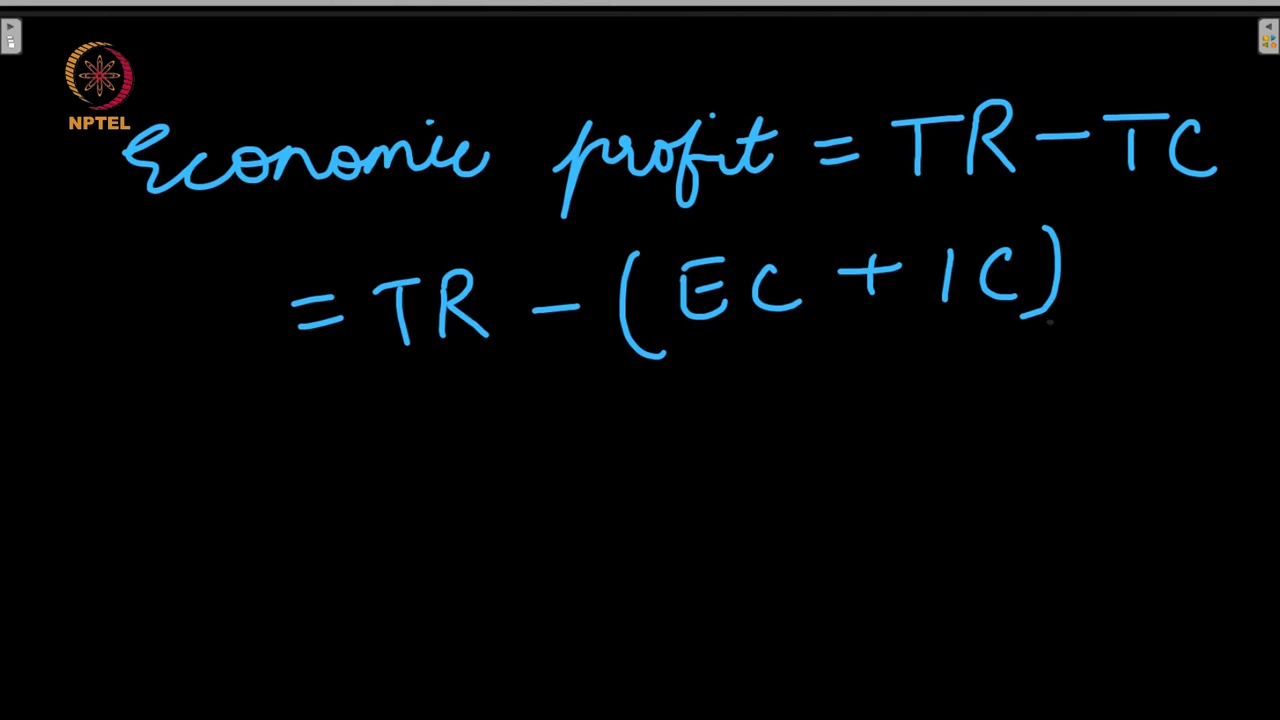 NPTEL
Economic profit = TR - TC
= TR - (EC + IC)